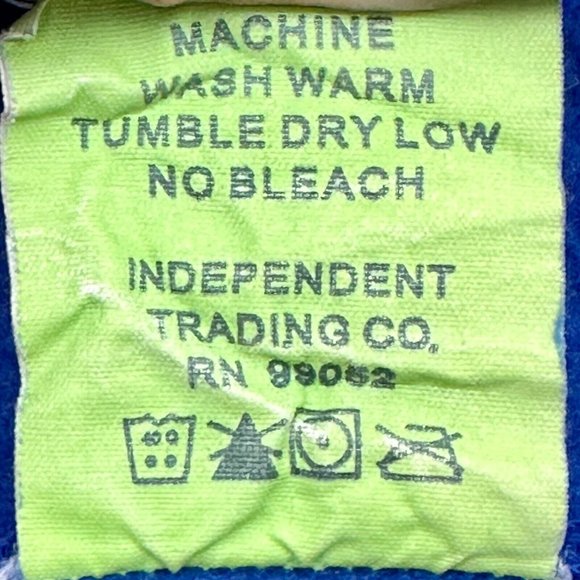 MACHINE
WASH WARM
TUMBLE DRY LOW
NO BLEACH
INDEPENDENT
TRADING CO.
RN 99052